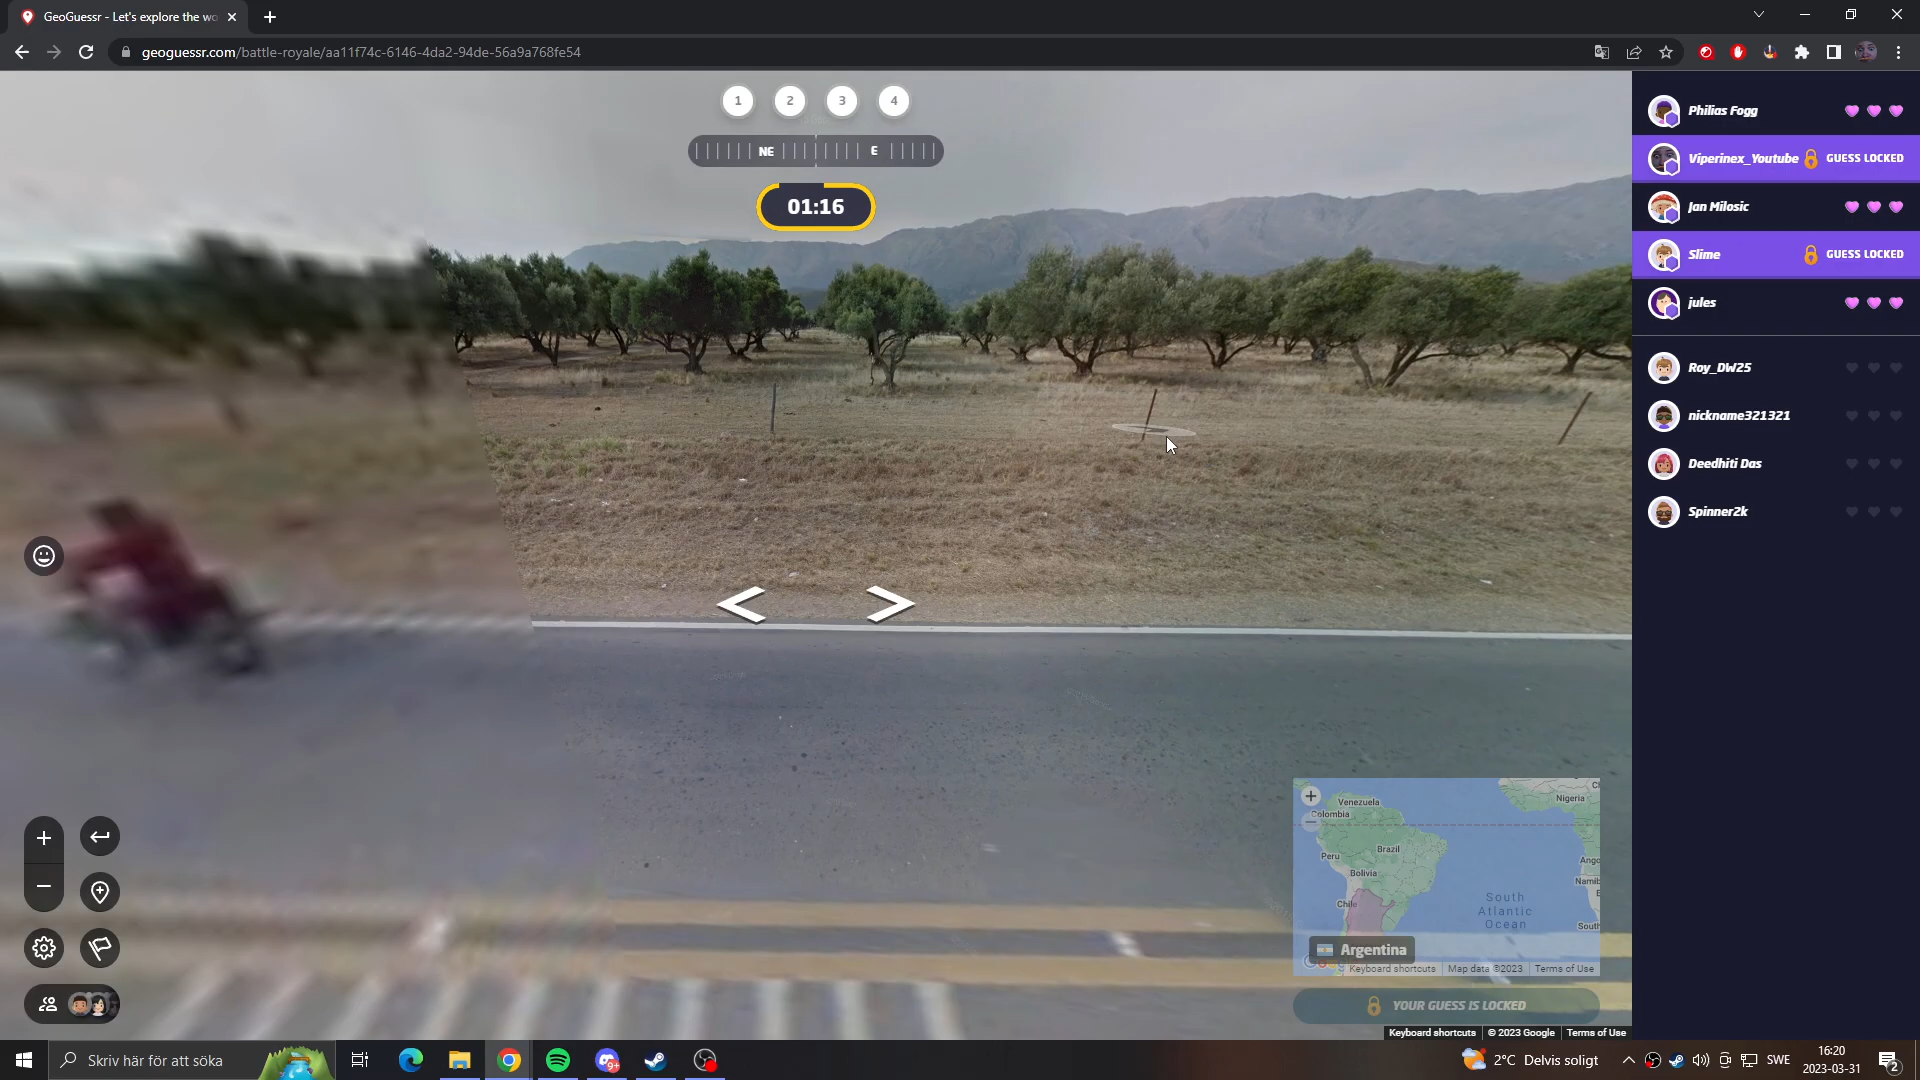 GeoGuessr - Let's explore the wo
geoguessr.com/battle-royale/aa11f74c-6146-4da2-94de-56a9a768fe54
1 2 3 4
NE E
01:16
Philias Fogg
Viperinex_Youtube GUESS LOCKED
Jan Milosic
Slime GUESS LOCKED
jules
Roy_DW25
nickname321321
Deedhiti Das
Spinner2k
Venezuela
Colombia
Nigeria
Brazil
Peru
Bolivia
Chile
South
Atlantic
Ocean
Argentina
Keyboard shortcuts Map data ©2023 Terms of Use
YOUR GUESS IS LOCKED
Keyboard shortcuts © 2023 Google Terms of Use
Skriv här för att söka
9+
2°C Delvis soligt
SWE
16:20
2023-03-31
2